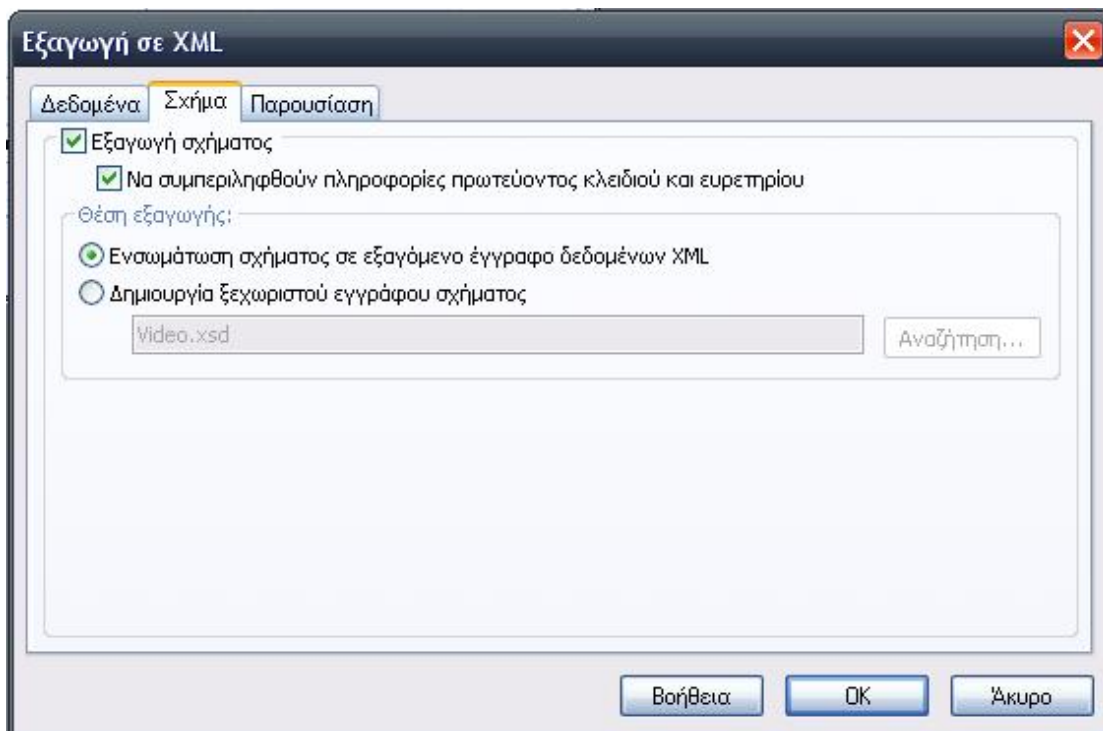 Εξαγωγή σε XML
Δεδομένα Σχήμα Παρουσίαση
Εξαγωγή σχήματος
Να συμπεριληφθούν πληροφορίες πρωτεύοντος κλειδιού και ευρετηρίου
Θέση εξαγωγής:
Ενσωμάτωση σχήματος σε εξαγόμενο έγγραφο δεδομένων XML
Δημιουργία ξεχωριστού εγγράφου σχήματος
Video.xsd Αναζήτηση...
Βοήθεια OK Άκυρο